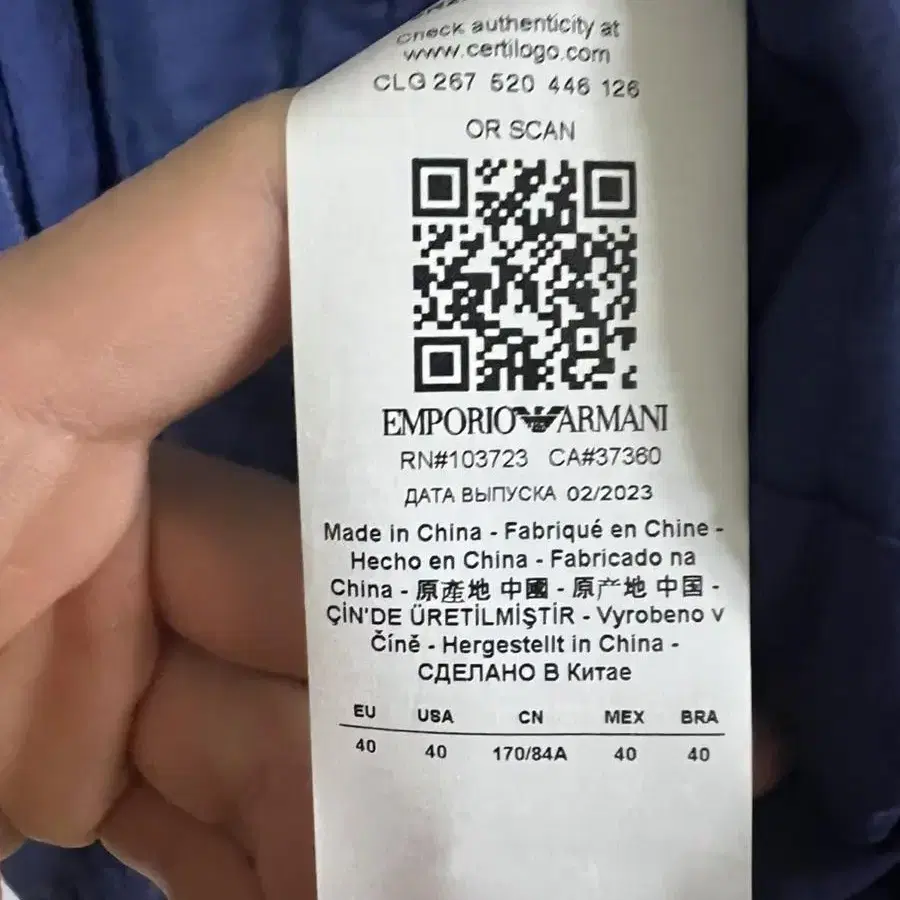 check authenticity at
www.certilogo.com
CLG 267 520 446 126
OR SCAN
EMPORIO ARMANI
RN#103723 CA#37360
ДАТА ВЫПУСКА 02/2023
Made in China - Fabriqué en Chine -
Hecho en China - Fabricado na
China - 原產地 中國 - 原产地 中国 -
ÇİN'DE ÜRETİLMİŞTİR - Vyrobeno v
Číně - Hergestellt in China -
СДЕЛАНО В Китае
EU USA CN MEX BRA
40 40 170/84A 40 40